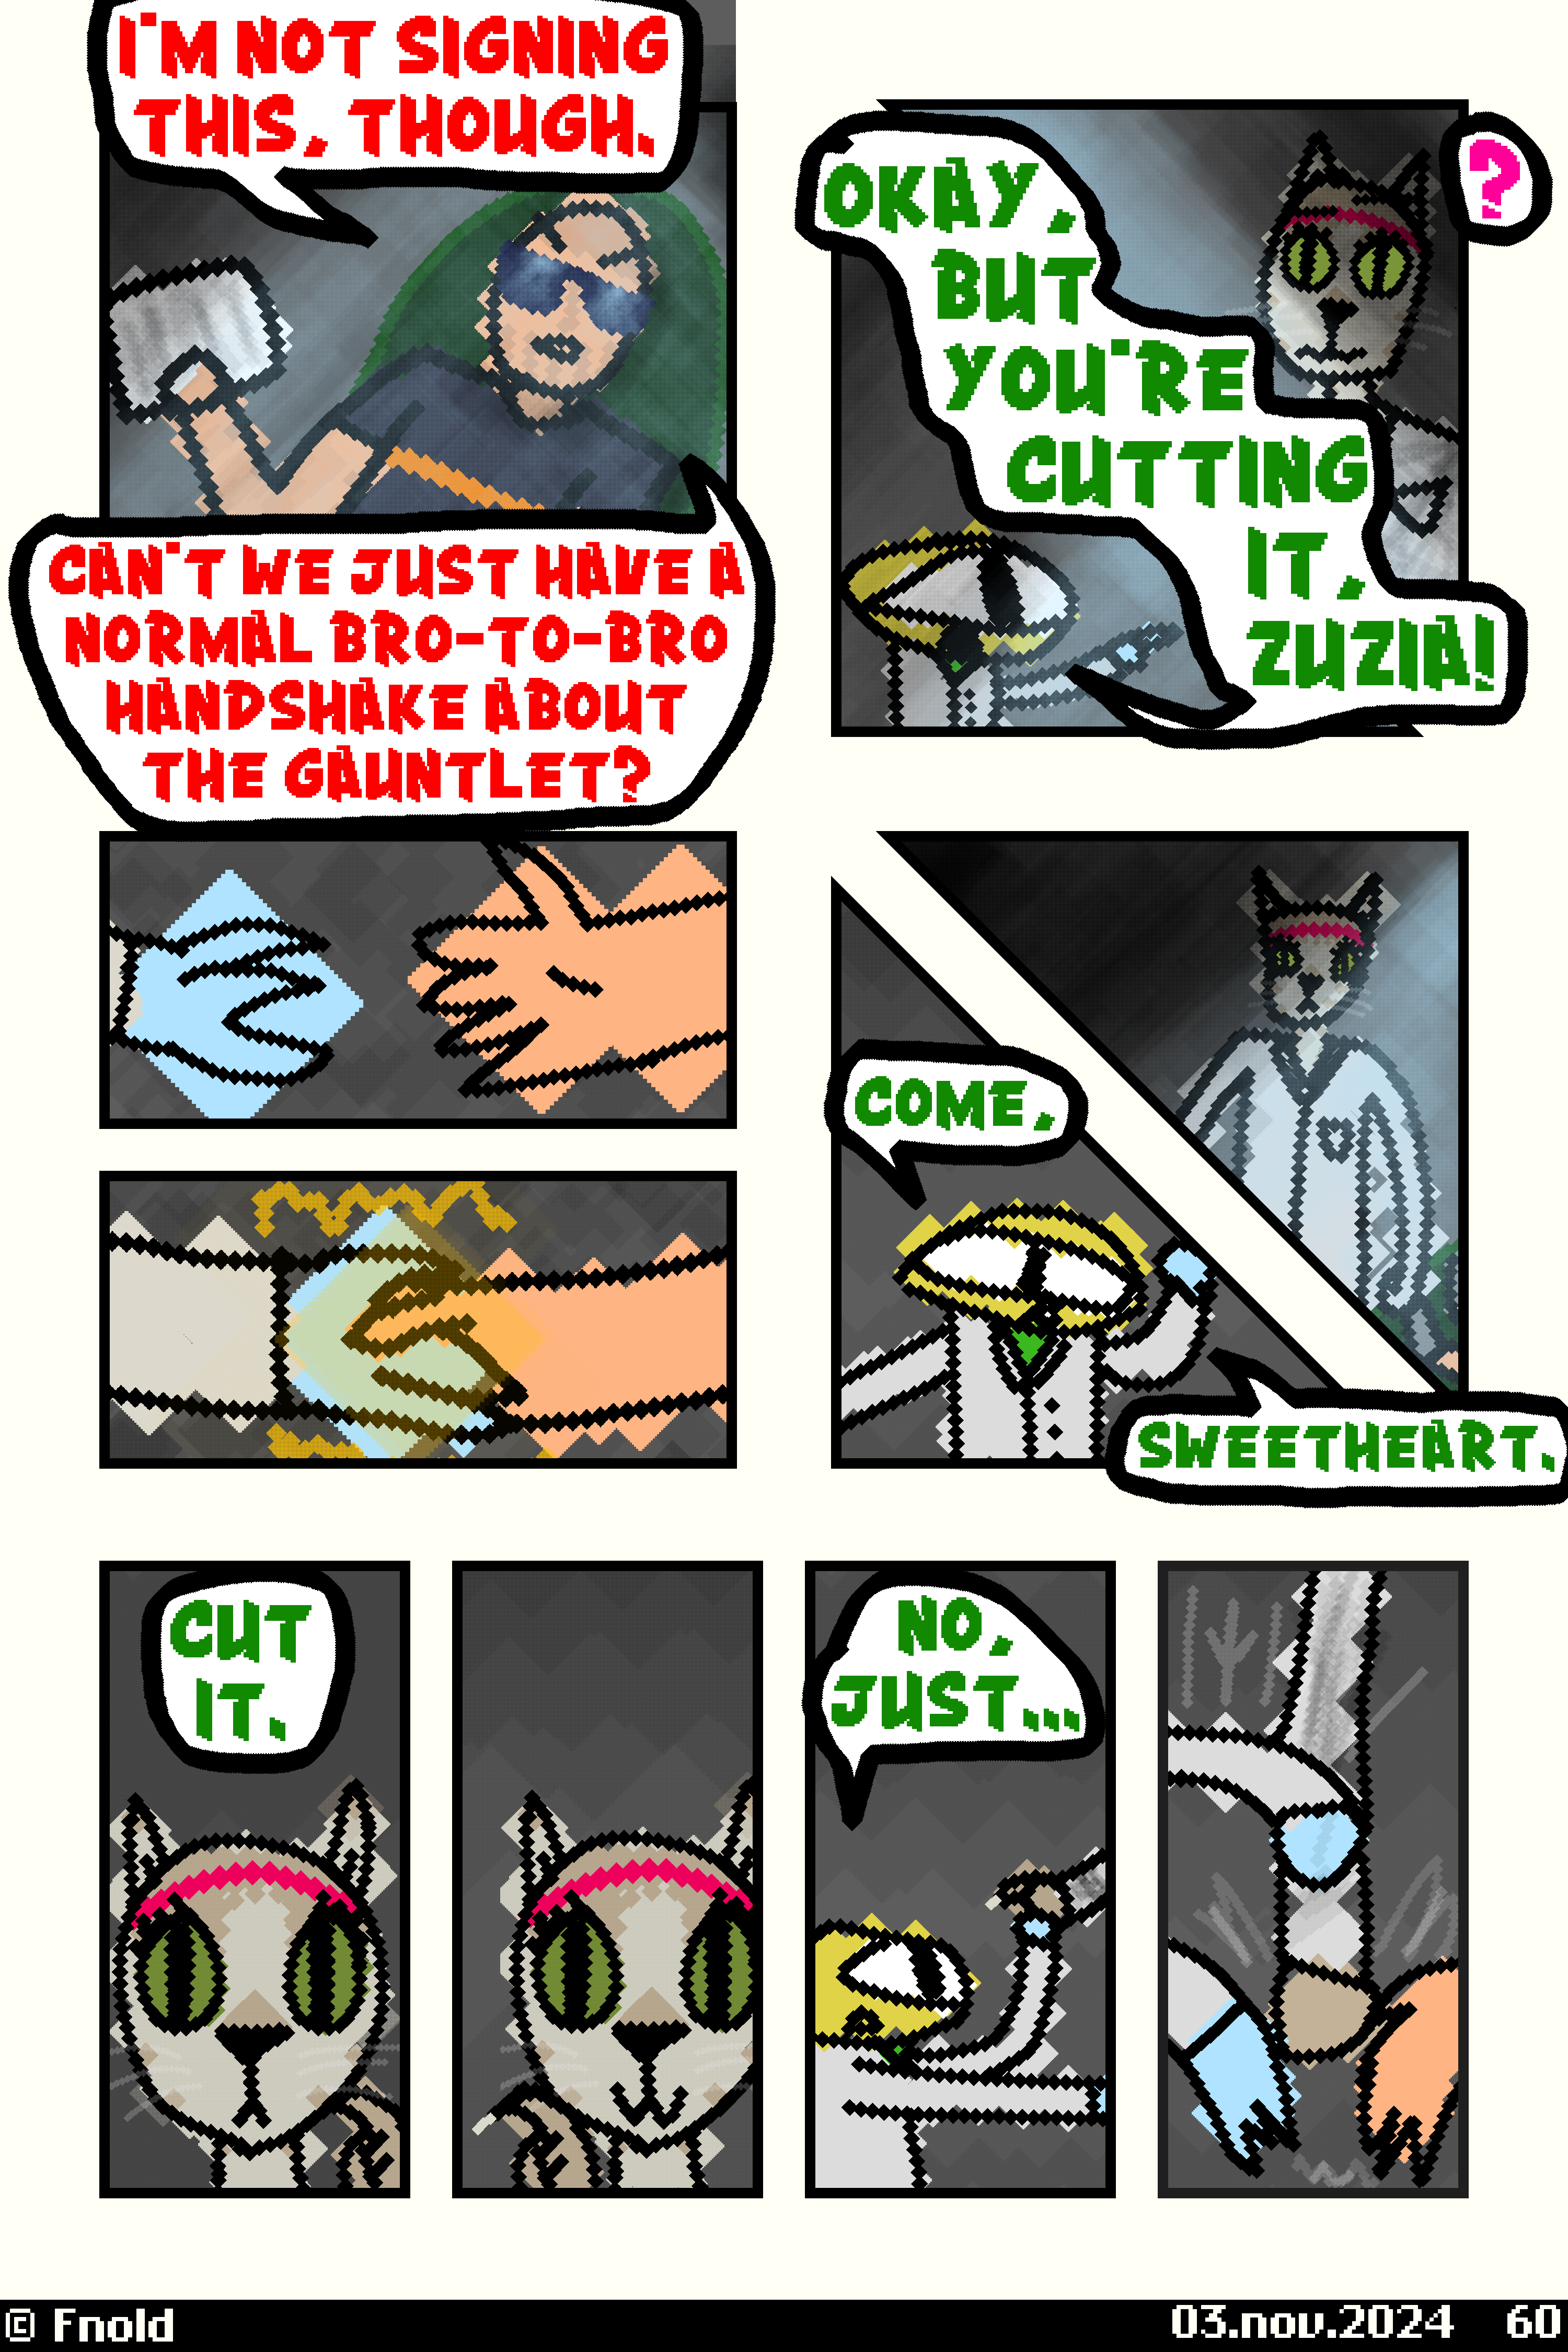 I'M NOT SIGNING
THIS, THOUGH.
CAN'T WE JUST HAVE A
NORMAL BRO-TO-BRO
HANDSHAKE ABOUT
THE GAUNTLET?
OKAY,
BUT
YOU'RE
CUTTING
IT,
ZUZIA!
?
COME,
SWEETHEART.
CUT
IT.
NO,
JUST...
© Fnold
03.nov.2024 60